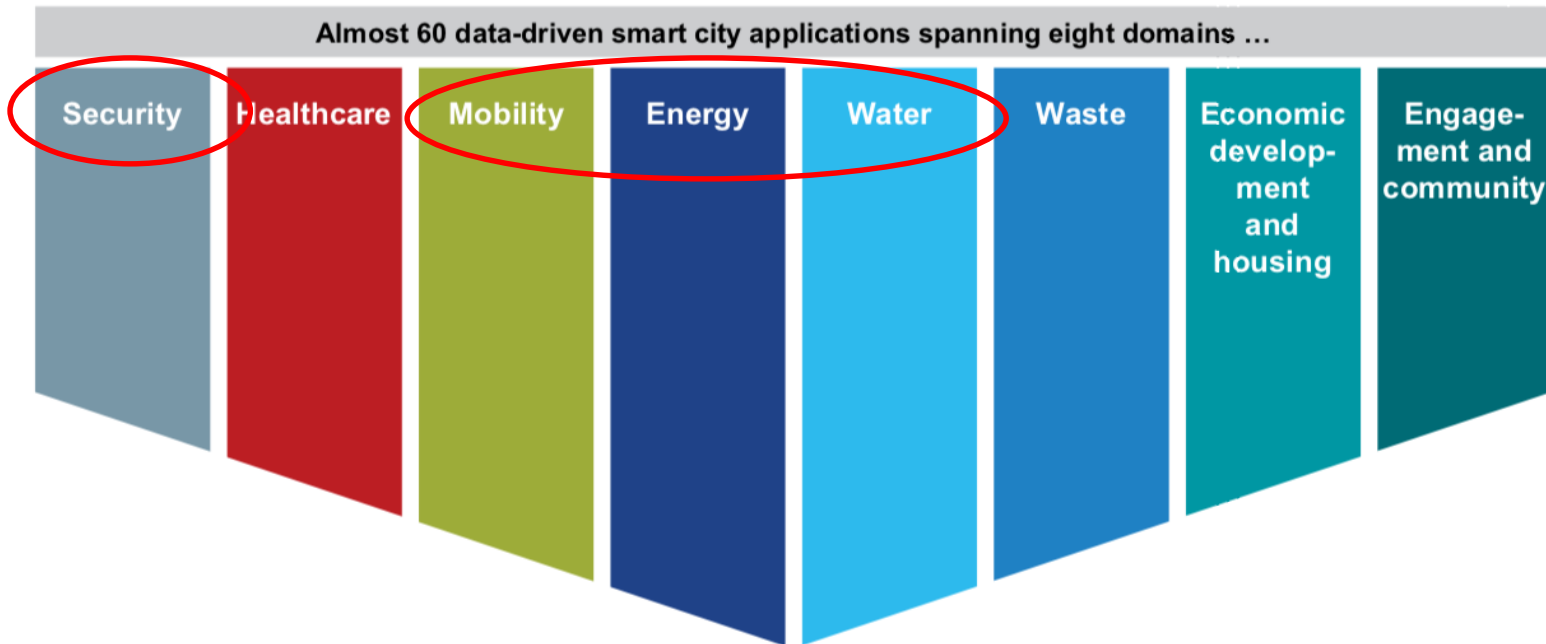 Almost 60 data-driven smart city applications spanning eight domains ...
Security
Healthcare
Mobility
Energy
Water
Waste
Economic
develop-
ment
and
housing
Engage-
ment and
community